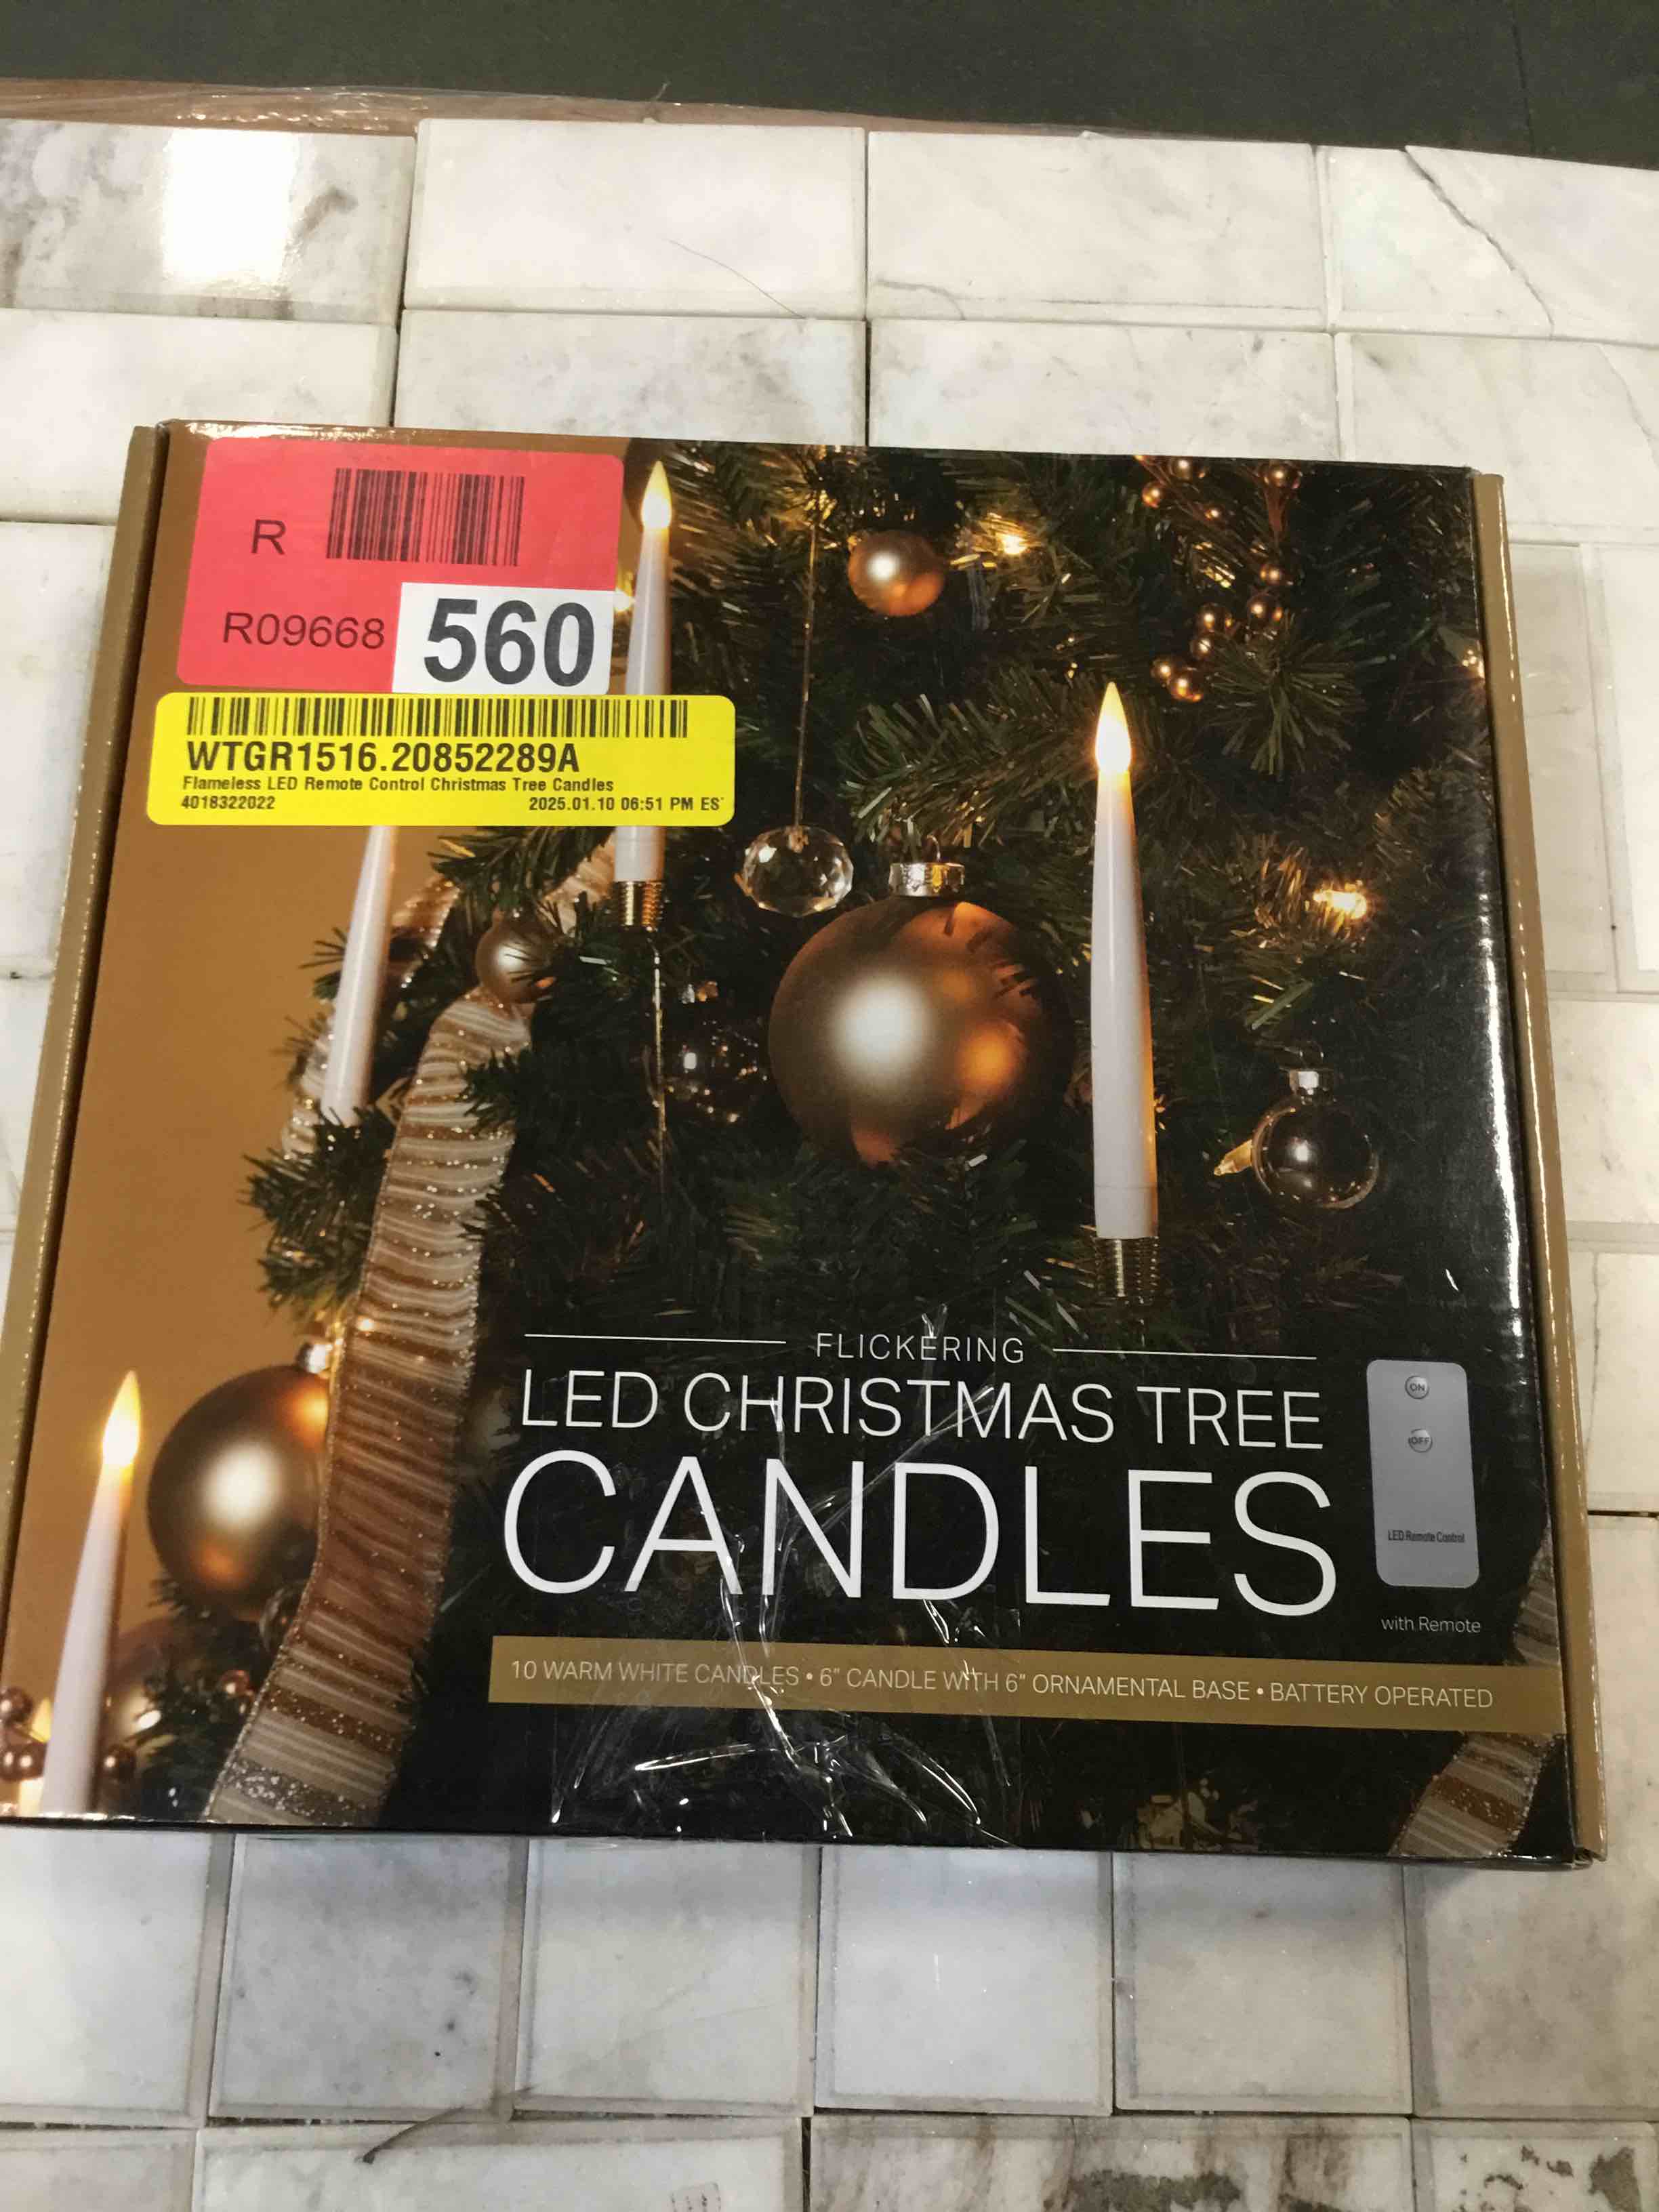 R
R09668
560
WTGR1516.20852289A
Flameless LED Remote Control Christmas Tree Candles
4018322022 2025.01.10 06:51 PM ES
FLICKERING
LED CHRISTMAS TREE
CANDLES
ON
OFF
LED Remote Control
with Remote
10 WARM WHITE CANDLES • 6" CANDLE WITH 6" ORNAMENTAL BASE • BATTERY OPERATED